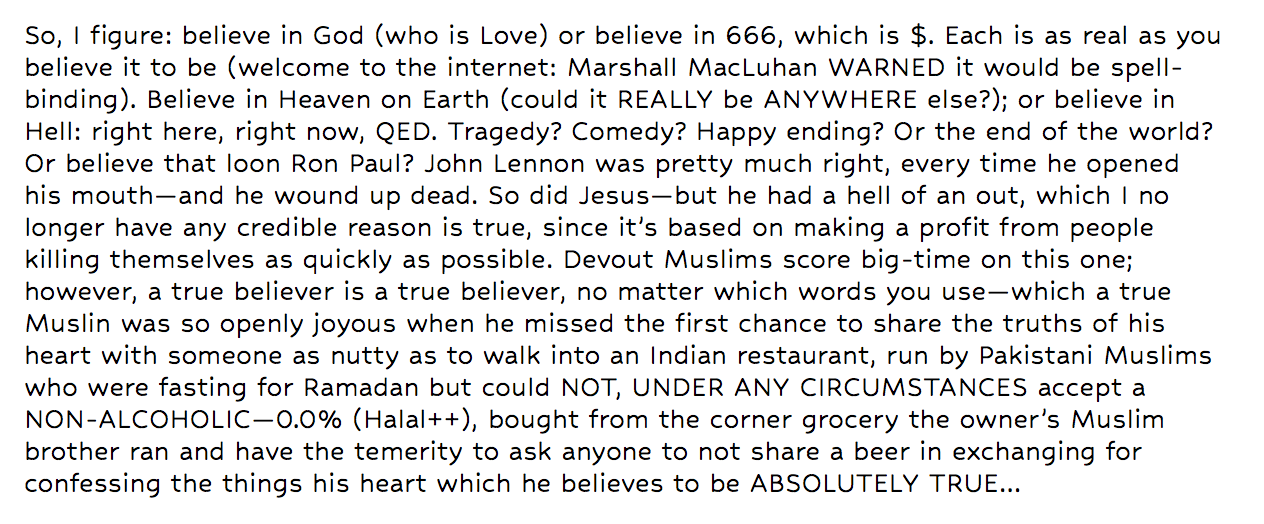 So, I figure: believe in God (who is Love) or believe in 666, which is $. Each is as real as you
believe it to be (welcome to the internet: Marshall MacLuhan WARNED it would be spell-
binding). Believe in Heaven on Earth (could it REALLY be ANYWHERE else?); or believe in
Hell: right here, right now, QED. Tragedy? Comedy? Happy ending? Or the end of the world?
Or believe that loon Ron Paul? John Lennon was pretty much right, every time he opened
his mouth—and he wound up dead. So did Jesus—but he had a hell of an out, which I no
longer have any credible reason is true, since it's based on making a profit from people
killing themselves as quickly as possible. Devout Muslims score big-time on this one;
however, a true believer is a true believer, no matter which words you use—which a true
Muslin was so openly joyous when he missed the first chance to share the truths of his
heart with someone as nutty as to walk into an Indian restaurant, run by Pakistani Muslims
who were fasting for Ramadan but could NOT, UNDER ANY CIRCUMSTANCES accept a
NON-ALCOHOLIC—0.0% (Halal++), bought from the corner grocery the owner's Muslim
brother ran and have the temerity to ask anyone to not share a beer in exchanging for
confessing the things his heart which he believes to be ABSOLUTELY TRUE...